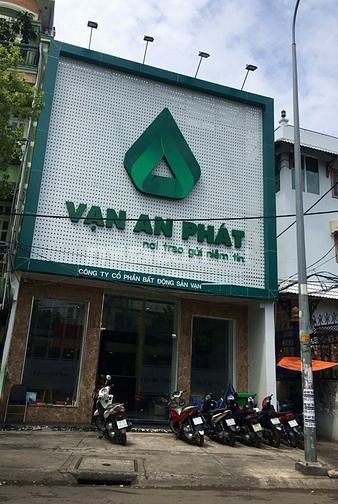 VẠN AN PHÁT
nơi trao gửi niềm tin
CÔNG TY CỔ PHẦN BẤT ĐỘNG SẢN VẠN